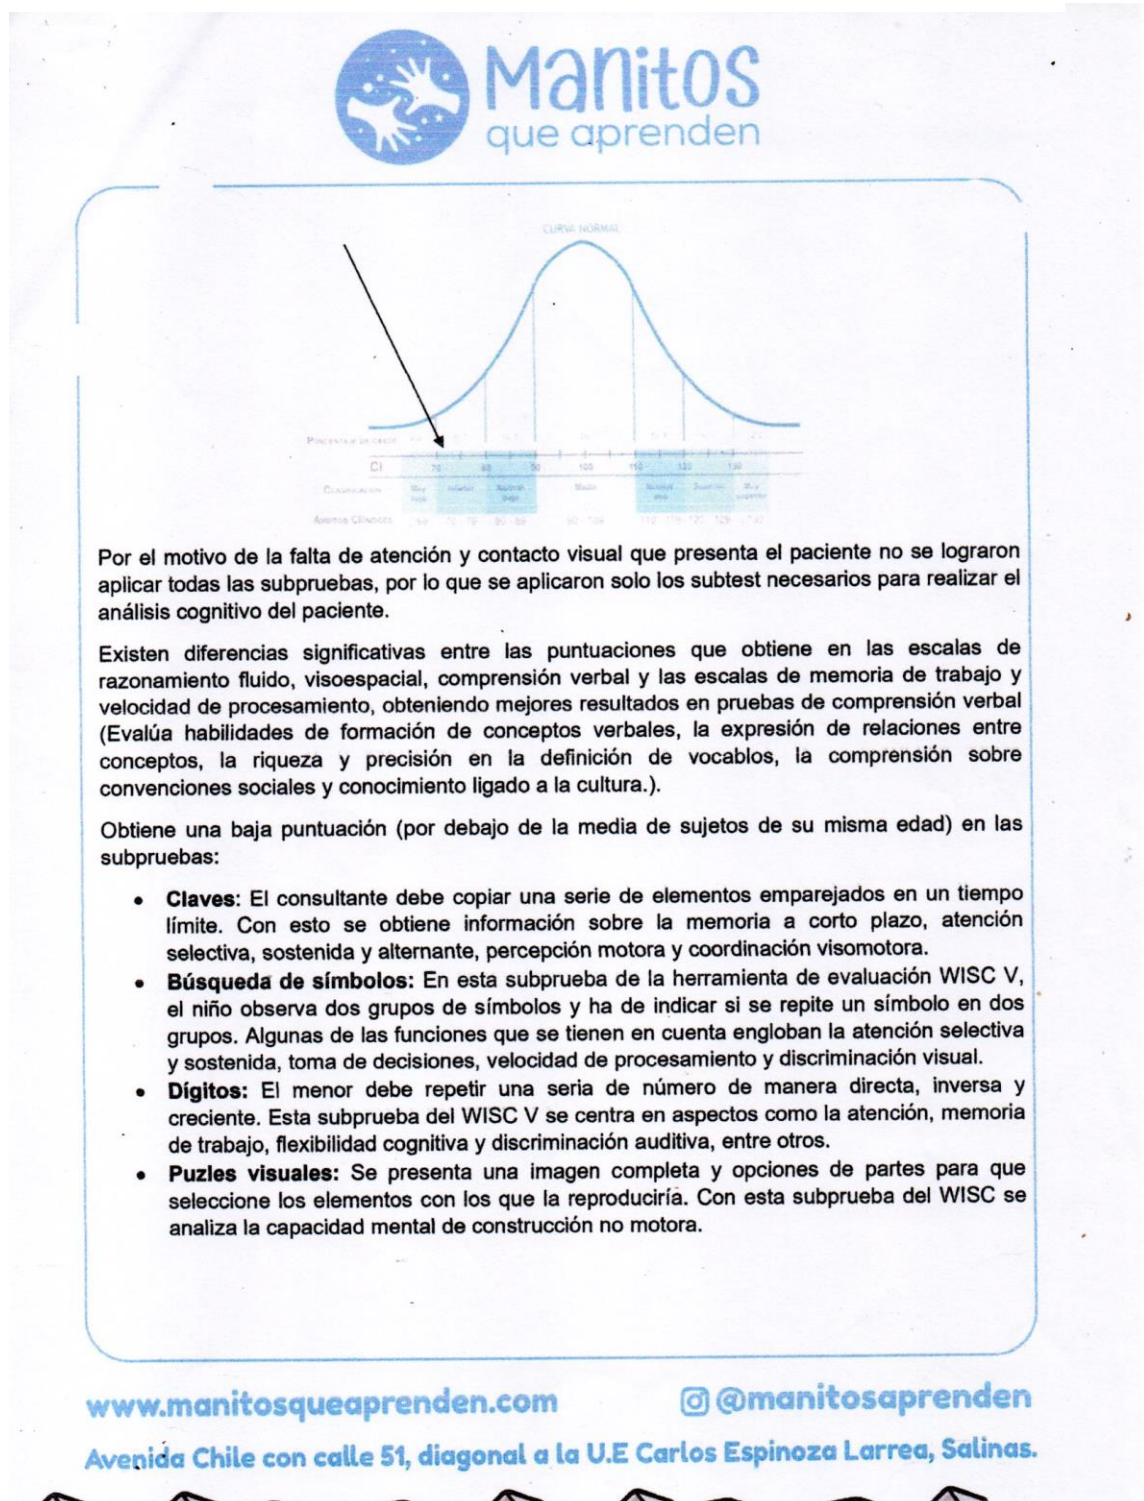 Manitos
que aprenden
CURVA NORMAL
CI 70 80 90 100 110 120 130
Por el motivo de la falta de atención y contacto visual que presenta el paciente no se lograron
aplicar todas las subpruebas, por lo que se aplicaron solo los subtest necesarios para realizar el
análisis cognitivo del paciente.
Existen diferencias significativas entre las puntuaciones que obtiene en las escalas de
razonamiento fluido, visoespacial, comprensión verbal y las escalas de memoria de trabajo y
velocidad de procesamiento, obteniendo mejores resultados en pruebas de comprensión verbal
(Evalúa habilidades de formación de conceptos verbales, la expresión de relaciones entre
conceptos, la riqueza y precisión en la definición de vocablos, la comprensión sobre
convenciones sociales y conocimiento ligado a la cultura.).
Obtiene una baja puntuación (por debajo de la media de sujetos de su misma edad) en las
subpruebas:
• Claves: El consultante debe copiar una serie de elementos emparejados en un tiempo
límite. Con esto se obtiene información sobre la memoria a corto plazo, atención
selectiva, sostenida y alternante, percepción motora y coordinación visomotora.
• Búsqueda de símbolos: En esta subprueba de la herramienta de evaluación WISC V,
el niño observa dos grupos de símbolos y ha de indicar si se repite un símbolo en dos
grupos. Algunas de las funciones que se tienen en cuenta engloban la atención selectiva
y sostenida, toma de decisiones, velocidad de procesamiento y discriminación visual.
• Dígitos: El menor debe repetir una seria de número de manera directa, inversa y
creciente. Esta subprueba del WISC V se centra en aspectos como la atención, memoria
de trabajo, flexibilidad cognitiva y discriminación auditiva, entre otros.
• Puzles visuales: Se presenta una imagen completa y opciones de partes para que
seleccione los elementos con los que la reproduciría. Con esta subprueba del WISC se
analiza la capacidad mental de construcción no motora.
www.manitosqueaprenden.com @manitosaprenden
Avenida Chile con calle 51, diagonal a la U.E Carlos Espinoza Larrea, Salinas.